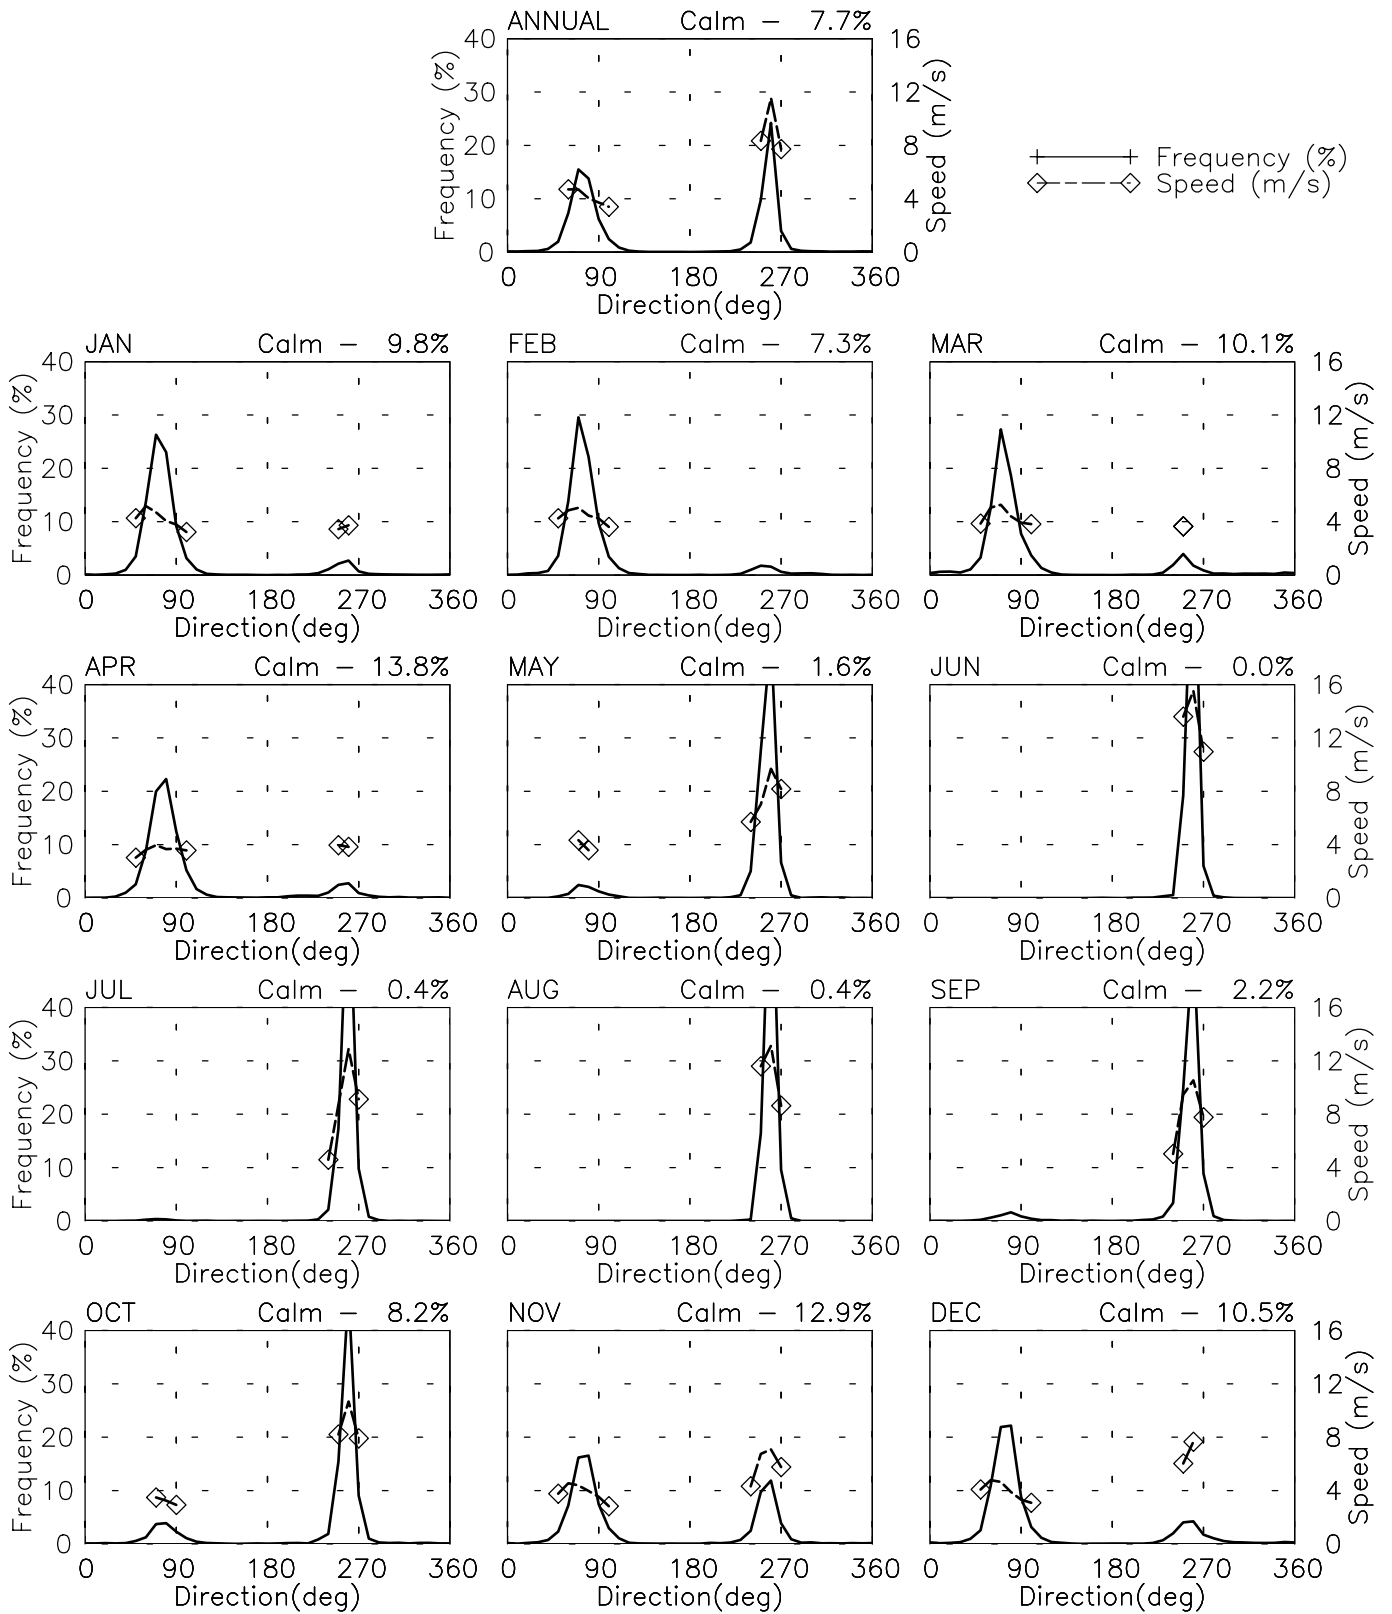 ANNUAL Calm – 7.7%
40 30 20 10 0
Frequency (%)
16 12 8 4 0
Speed (m/s)
0 90 180 270 360
Direction(deg)
Frequency (%)
Speed (m/s)
JAN Calm – 9.8%
40 30 20 10 0
Frequency (%)
0 90 180 270 360
Direction(deg)
FEB Calm – 7.3%
0 90 180 270 360
Direction(deg)
MAR Calm – 10.1%
16 12 8 4 0
Speed (m/s)
0 90 180 270 360
Direction(deg)
APR Calm – 13.8%
40 30 20 10 0
Frequency (%)
0 90 180 270 360
Direction(deg)
MAY Calm – 1.6%
0 90 180 270 360
Direction(deg)
JUN Calm – 0.0%
16 12 8 4 0
Speed (m/s)
0 90 180 270 360
Direction(deg)
JUL Calm – 0.4%
40 30 20 10 0
Frequency (%)
0 90 180 270 360
Direction(deg)
AUG Calm – 0.4%
0 90 180 270 360
Direction(deg)
SEP Calm – 2.2%
16 12 8 4 0
Speed (m/s)
0 90 180 270 360
Direction(deg)
OCT Calm – 8.2%
40 30 20 10 0
Frequency (%)
0 90 180 270 360
Direction(deg)
NOV Calm – 12.9%
0 90 180 270 360
Direction(deg)
DEC Calm – 10.5%
16 12 8 4 0
Speed (m/s)
0 90 180 270 360
Direction(deg)